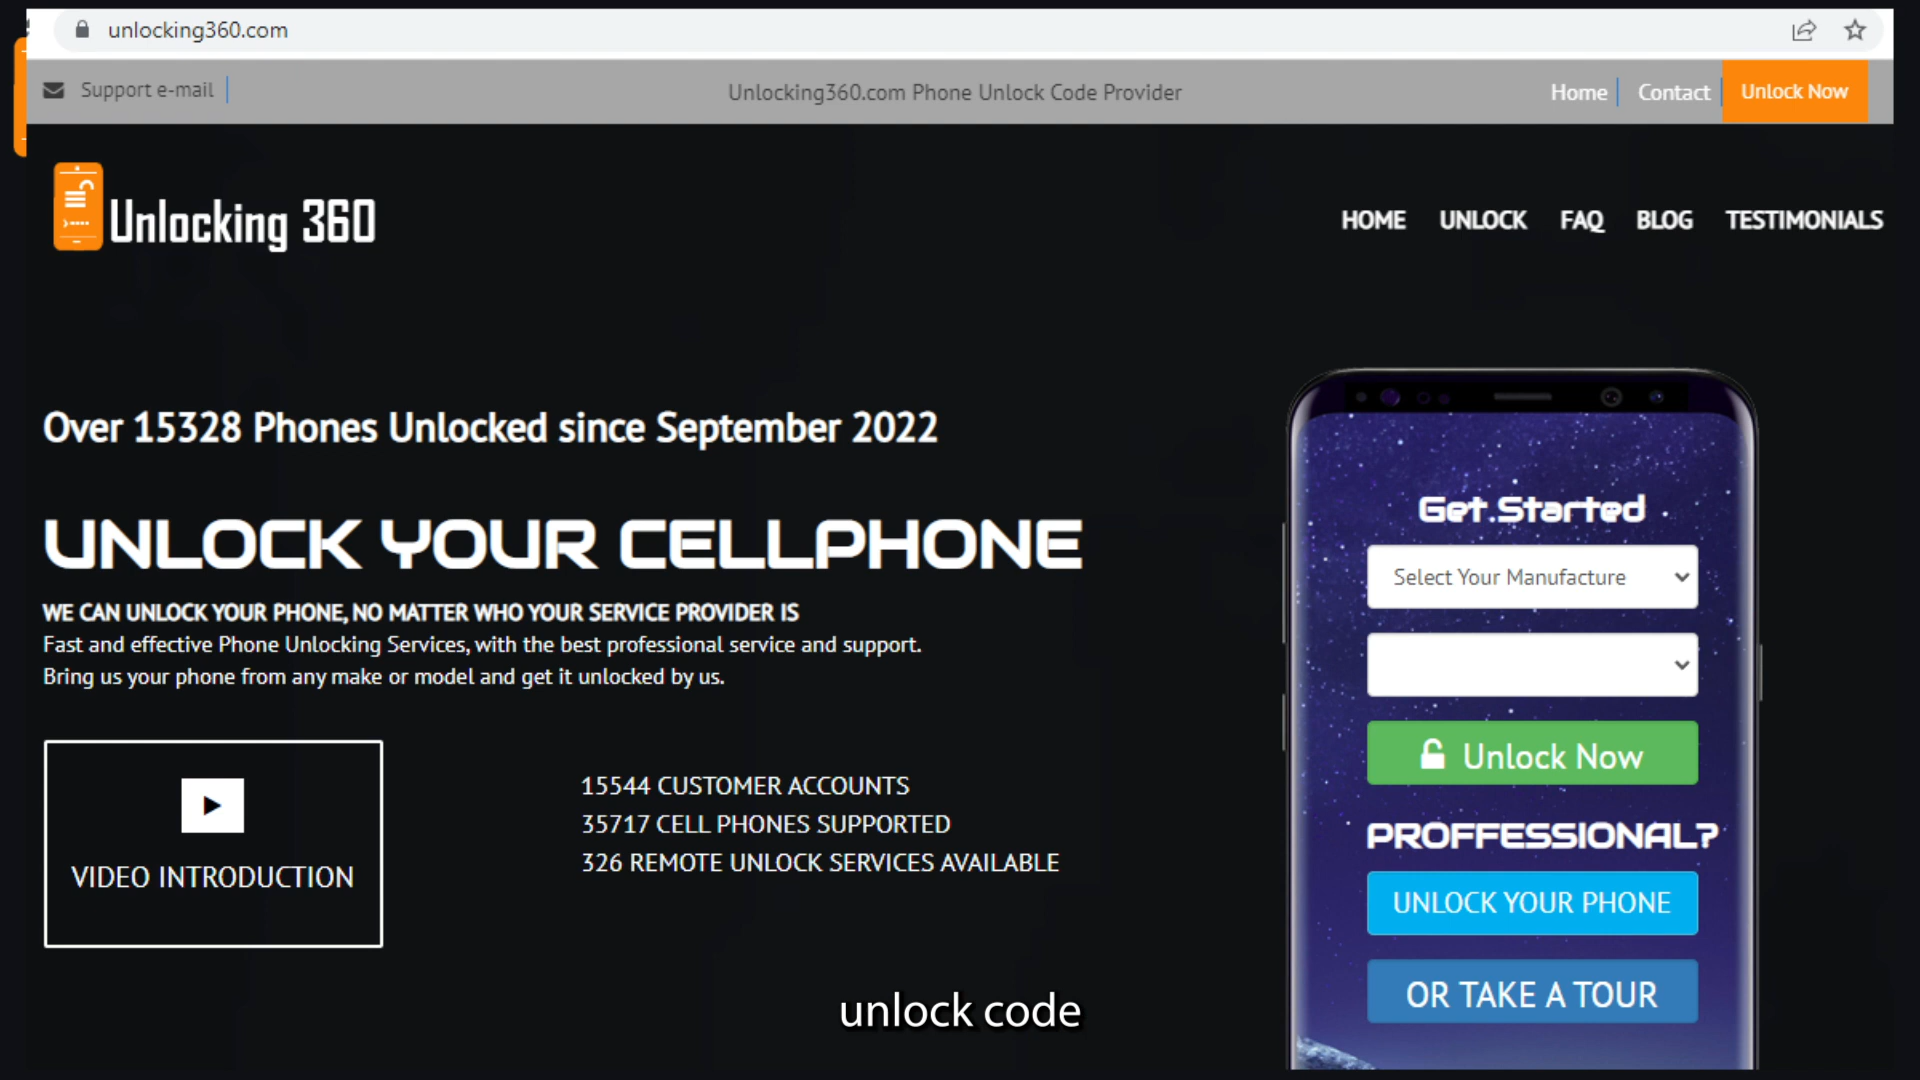 unlocking360.com
Support e-mail
Unlocking360.com Phone Unlock Code Provider
Home
Contact
Unlock Now
Unlocking 360
HOME
UNLOCK
FAQ
BLOG
TESTIMONIALS
Over 15328 Phones Unlocked since September 2022
UNLOCK YOUR CELLPHONE
WE CAN UNLOCK YOUR PHONE, NO MATTER WHO YOUR SERVICE PROVIDER IS
Fast and effective Phone Unlocking Services, with the best professional service and support.
Bring us your phone from any make or model and get it unlocked by us.
VIDEO INTRODUCTION
15544 CUSTOMER ACCOUNTS
35717 CELL PHONES SUPPORTED
326 REMOTE UNLOCK SERVICES AVAILABLE
Get Started
Select Your Manufacture
Unlock Now
PROFFESSIONAL?
UNLOCK YOUR PHONE
OR TAKE A TOUR
unlock code